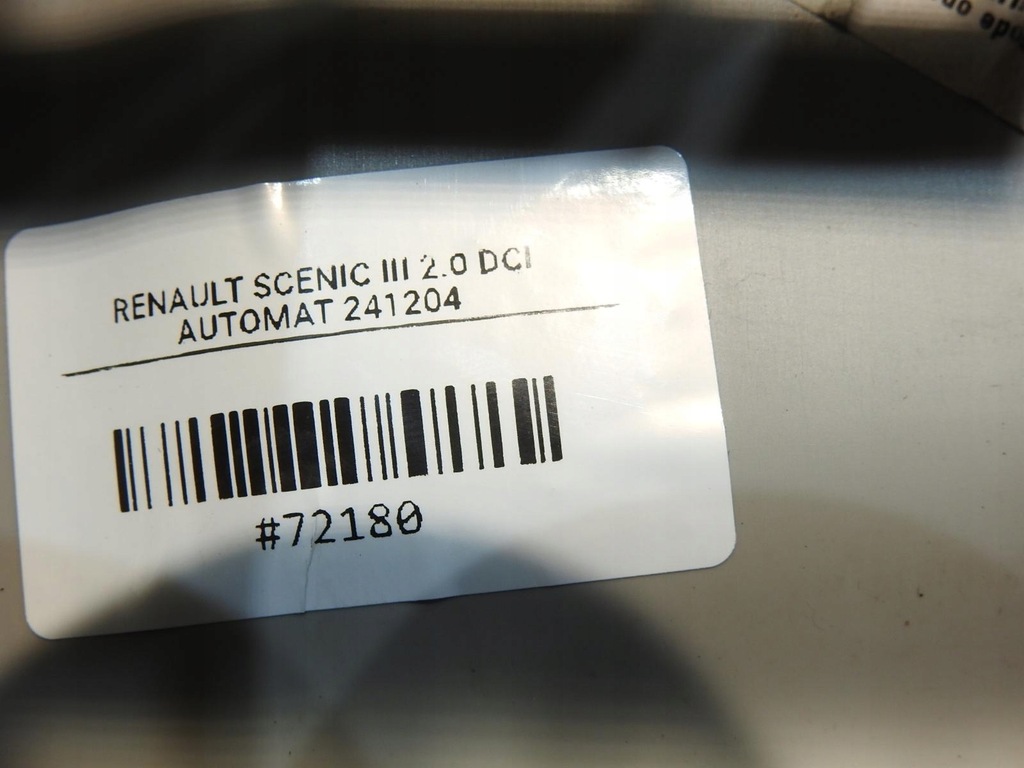 RENAULT SCENIC III 2.0 DCI
AUTOMAT 241204
#72180